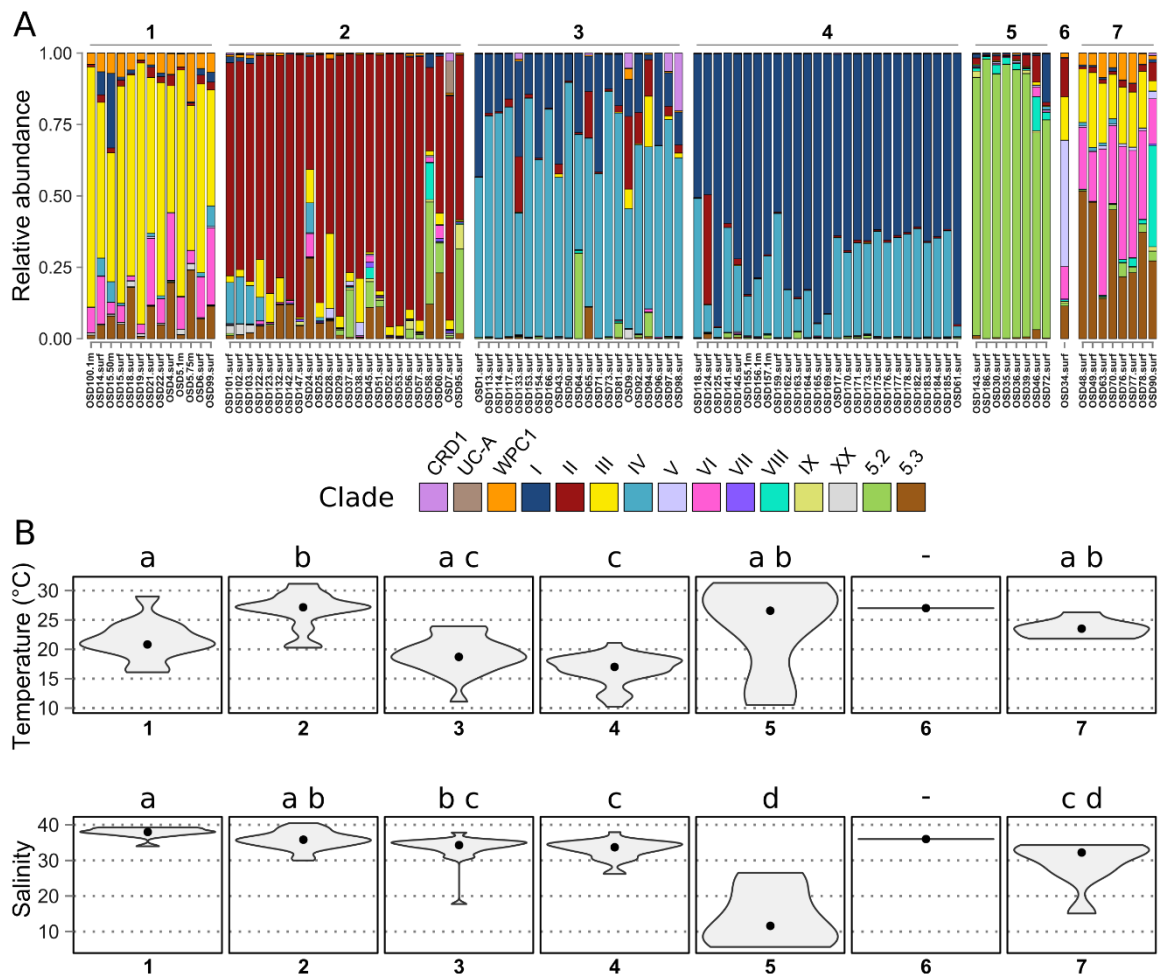 A
1 2 3 4 5 6 7
Relative abundance
1.00
0.75
0.50
0.25
0.00
OSD100.1m
OSD14.surf
OSD15.50m
OSD15.surf
OSD18.surf
OSD19.surf
OSD21.surf
OSD22.surf
OSD24.surf
OSD5.1m
OSD5.75m
OSD6.surf
OSD99.surf
OSD101.surf
OSD102.surf
OSD103.surf
OSD122.surf
OSD123.surf
OSD132.surf
OSD142.surf
OSD147.surf
OSD25.surf
OSD28.surf
OSD29.surf
OSD37.surf
OSD38.surf
OSD45.surf
OSD51.surf
OSD52.surf
OSD53.surf
OSD56.surf
OSD57.surf
OSD58.surf
OSD60.surf
OSD7.surf
OSD95.surf
OSD1.surf
OSD113.surf
OSD114.surf
OSD117.surf
OSD133.surf
OSD153.surf
OSD154.surf
OSD166.surf
OSD43.surf
OSD50.surf
OSD64.surf
OSD65.surf
OSD71.surf
OSD73.surf
OSD81.surf
OSD9.surf
OSD92.surf
OSD94.surf
OSD96.surf
OSD97.surf
OSD98.surf
OSD118.surf
OSD124.surf
OSD125.surf
OSD141.surf
OSD145.surf
OSD155.1m
OSD156.1m
OSD157.1m
OSD159.surf
OSD162.surf
OSD163.surf
OSD164.surf
OSD165.surf
OSD169.surf
OSD17.surf
OSD170.surf
OSD171.surf
OSD173.surf
OSD175.surf
OSD176.surf
OSD177.surf
OSD178.surf
OSD182.surf
OSD184.surf
OSD185.surf
OSD61.surf
OSD143.surf
OSD186.surf
OSD130.surf
OSD35.surf
OSD36.surf
OSD39.surf
OSD46.surf
OSD72.surf
OSD34.surf
OSD48.surf
OSD49.surf
OSD63.surf
OSD70.surf
OSD76.surf
OSD77.surf
OSD78.surf
OSD90.surf
Clade
CRD1 UC-A WPC1 I II III IV V VI VII VIII IX XX 5.2 5.3
B
a b a c c a b - a b
Temperature (°C)
30
25
20
15
10
1 2 3 4 5 6 7
a a b b c c d - c d
Salinity
40
30
20
10
1 2 3 4 5 6 7